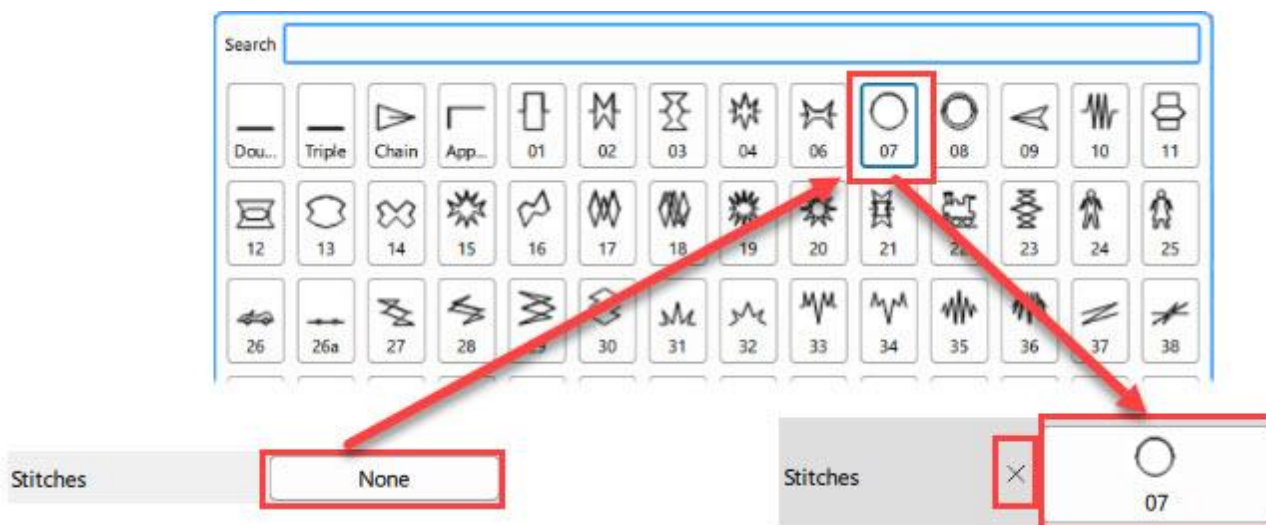 Search
Dou... Triple Chain App... 01 02 03 04 06 07 08 09 10 11
12 13 14 15 16 17 18 19 20 21 22 23 24 25
26 26a 27 28 29 30 31 32 33 34 35 36 37 38
Stitches None
Stitches 07